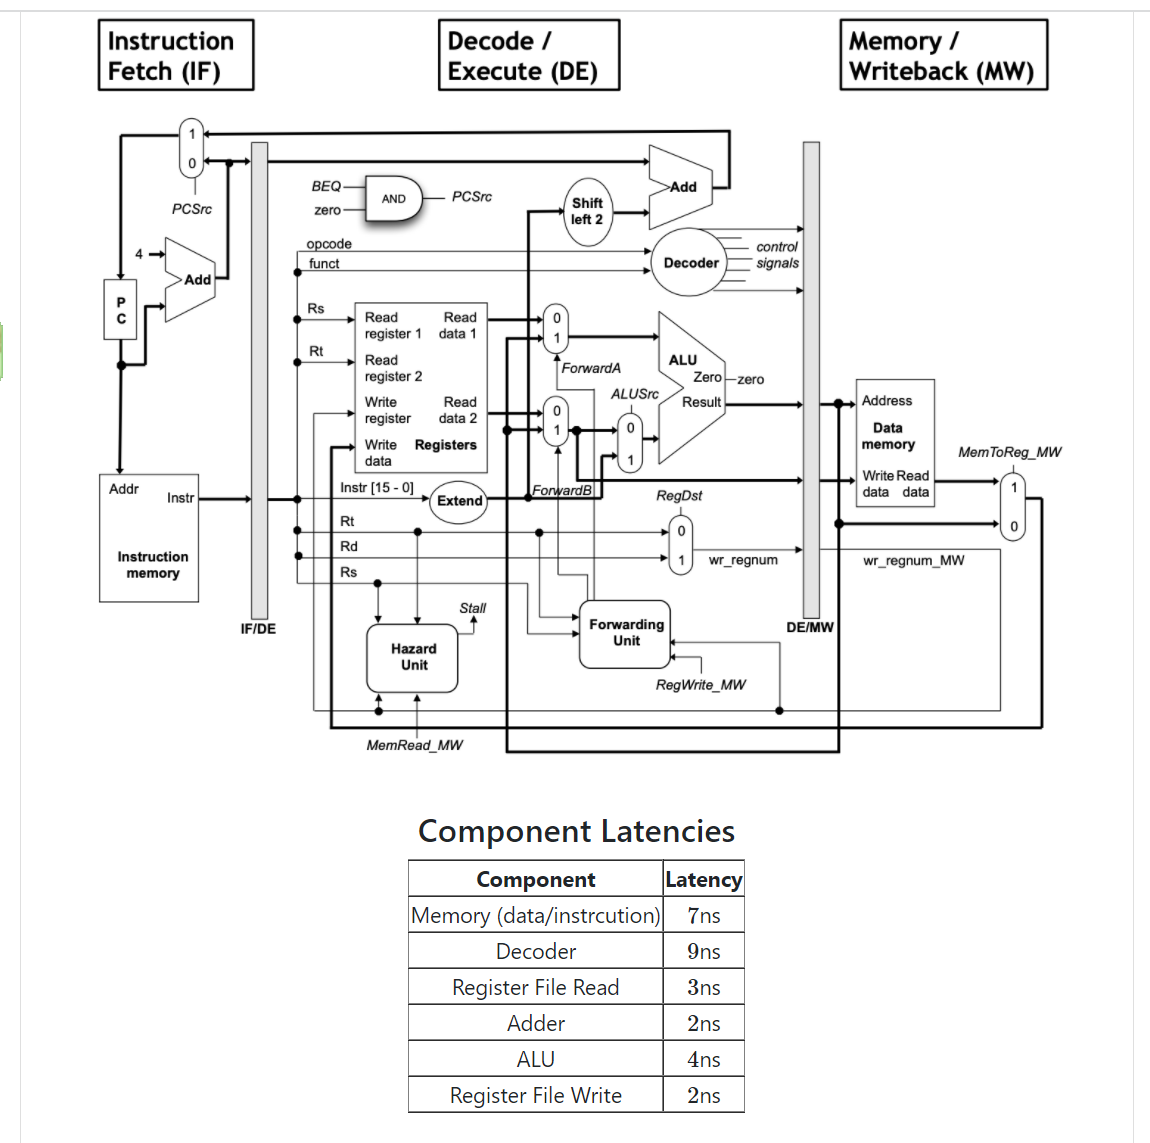 Instruction
Fetch (IF)
Decode /
Execute (DE)
Memory /
Writeback (MW)
1
0
PCSrc
BEQ
zero
AND
PCSrc
Shift
left 2
Add
4
Add
P
C
opcode
funct
Decoder
control
signals
Rs
Rt
Read
register 1
Read
data 1
Read
register 2
Write
register
Read
data 2
Write
data
Registers
0
1
ForwardA
0
1
ALUSrc
0
1
ALU
Zero
zero
Result
Address
Data
memory
Write
data
Read
data
MemToReg_MW
1
0
Addr
Instr
Instruction
memory
Instr [15 - 0]
Extend
ForwardB
RegDst
Rt
Rd
Rs
0
1
wr_regnum
wr_regnum_MW
IF/DE
DE/MW
Stall
Hazard
Unit
Forwarding
Unit
RegWrite_MW
MemRead_MW
Component Latencies
Component Latency
Memory (data/instrcution) 7ns
Decoder 9ns
Register File Read 3ns
Adder 2ns
ALU 4ns
Register File Write 2ns